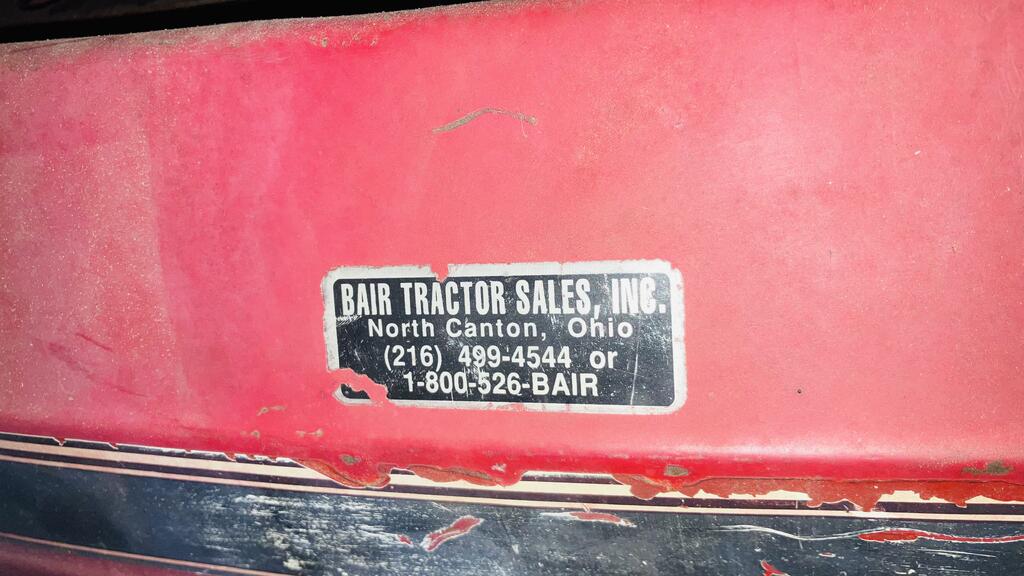 BAIR TRACTOR SALES, INC.
North Canton, Ohio
(216) 499-4544 or
1-800-526-BAIR